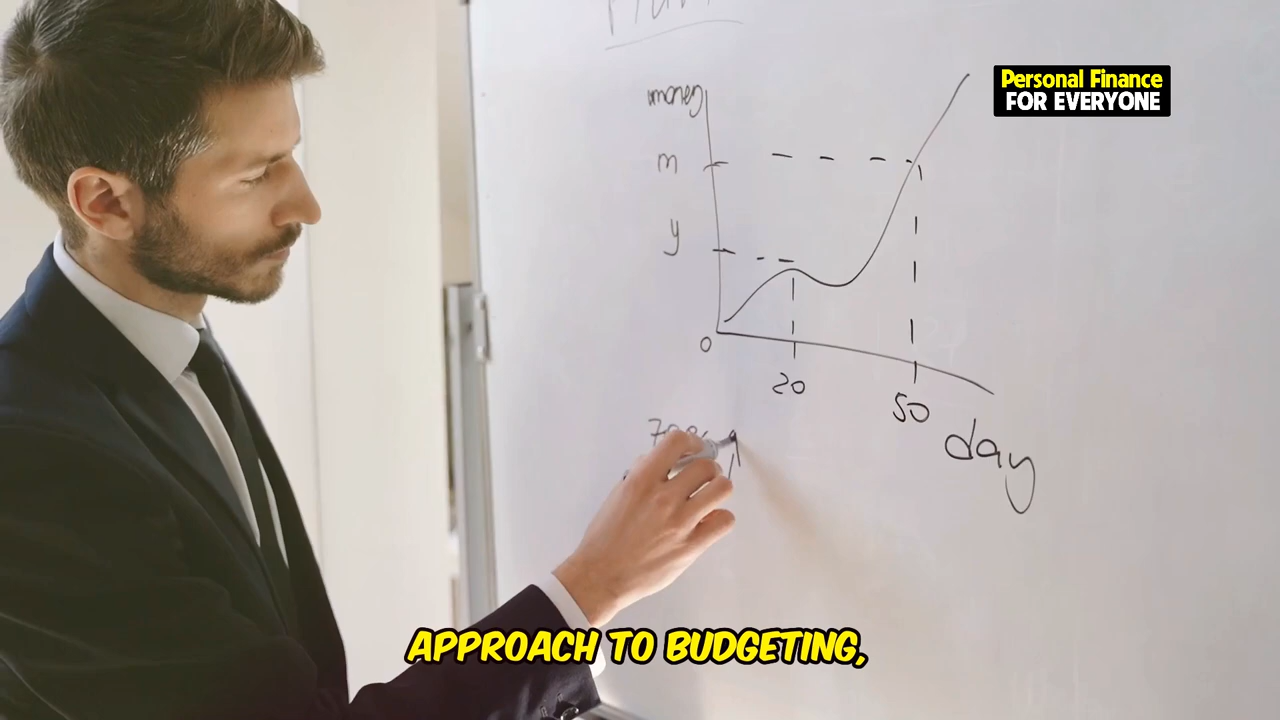 Personal Finance
FOR EVERYONE
money
m
y
0
20
50
day
APPROACH TO BUDGETING,